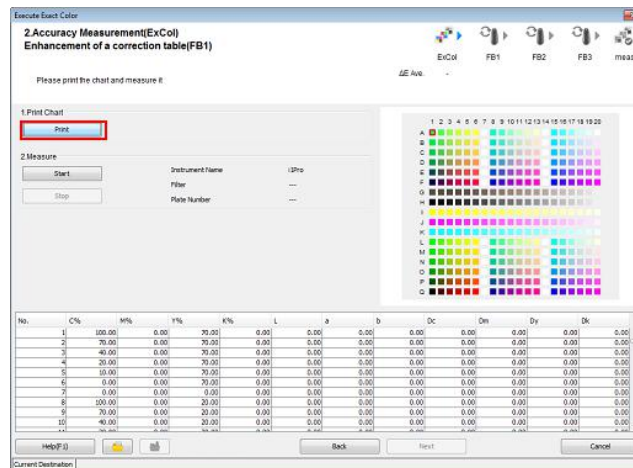 Execute Exact Color
2.Accuracy Measurement(ExCol)
Enhancement of a correction table(FB1)
Please print the chart and measure it
ExCol FB1 FB2 FB3 meas
ΔE Ave. -
1.Print Chart
Print
2.Measure
Start
Stop
Instrument Name i1Pro
Filter ---
Plate Number ---
1 2 3 4 5 6 7 8 9 10 11 12 13 14 15 16 17 18 19 20
A
B
C
D
E
F
G
H
I
J
K
L
M
N
O
P
Q
No. C% M% Y% K% L a b Dc Dm Dy Dk
1 100.00 0.00 70.00 0.00 0.00 0.00 0.00 0.00 0.00 0.00 0.00
2 70.00 0.00 70.00 0.00 0.00 0.00 0.00 0.00 0.00 0.00 0.00
3 40.00 0.00 70.00 0.00 0.00 0.00 0.00 0.00 0.00 0.00 0.00
4 20.00 0.00 70.00 0.00 0.00 0.00 0.00 0.00 0.00 0.00 0.00
5 10.00 0.00 70.00 0.00 0.00 0.00 0.00 0.00 0.00 0.00 0.00
6 0.00 0.00 70.00 0.00 0.00 0.00 0.00 0.00 0.00 0.00 0.00
7 0.00 0.00 0.00 0.00 0.00 0.00 0.00 0.00 0.00 0.00 0.00
8 100.00 0.00 20.00 0.00 0.00 0.00 0.00 0.00 0.00 0.00 0.00
9 70.00 0.00 20.00 0.00 0.00 0.00 0.00 0.00 0.00 0.00 0.00
10 40.00 0.00 20.00 0.00 0.00 0.00 0.00 0.00 0.00 0.00 0.00
Help(F1) Back Next Cancel
Current Destination